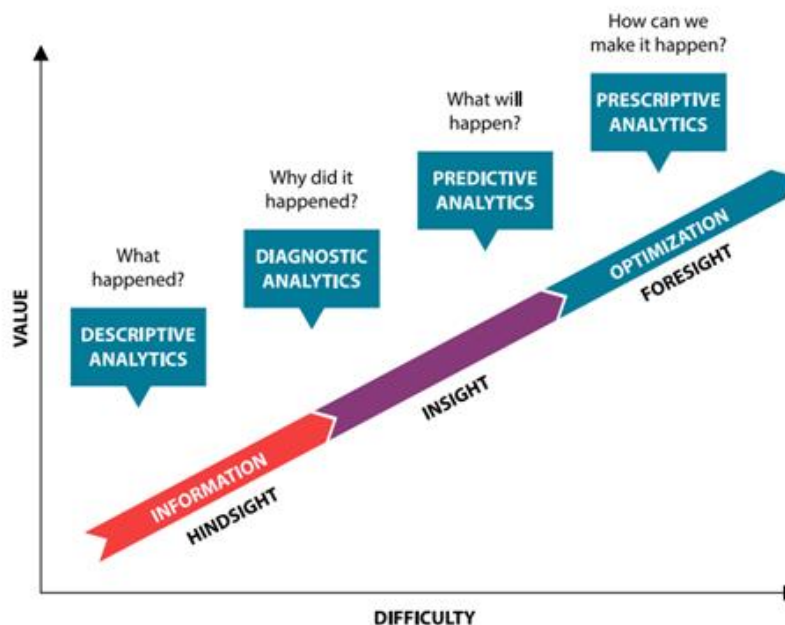 How can we
make it happen?
PRESCRIPTIVE
ANALYTICS
What will
happen?
PREDICTIVE
ANALYTICS
Why did it
happened?
DIAGNOSTIC
ANALYTICS
What
happened?
DESCRIPTIVE
ANALYTICS
VALUE
OPTIMIZATION
FORESIGHT
INSIGHT
INFORMATION
HINDSIGHT
DIFFICULTY